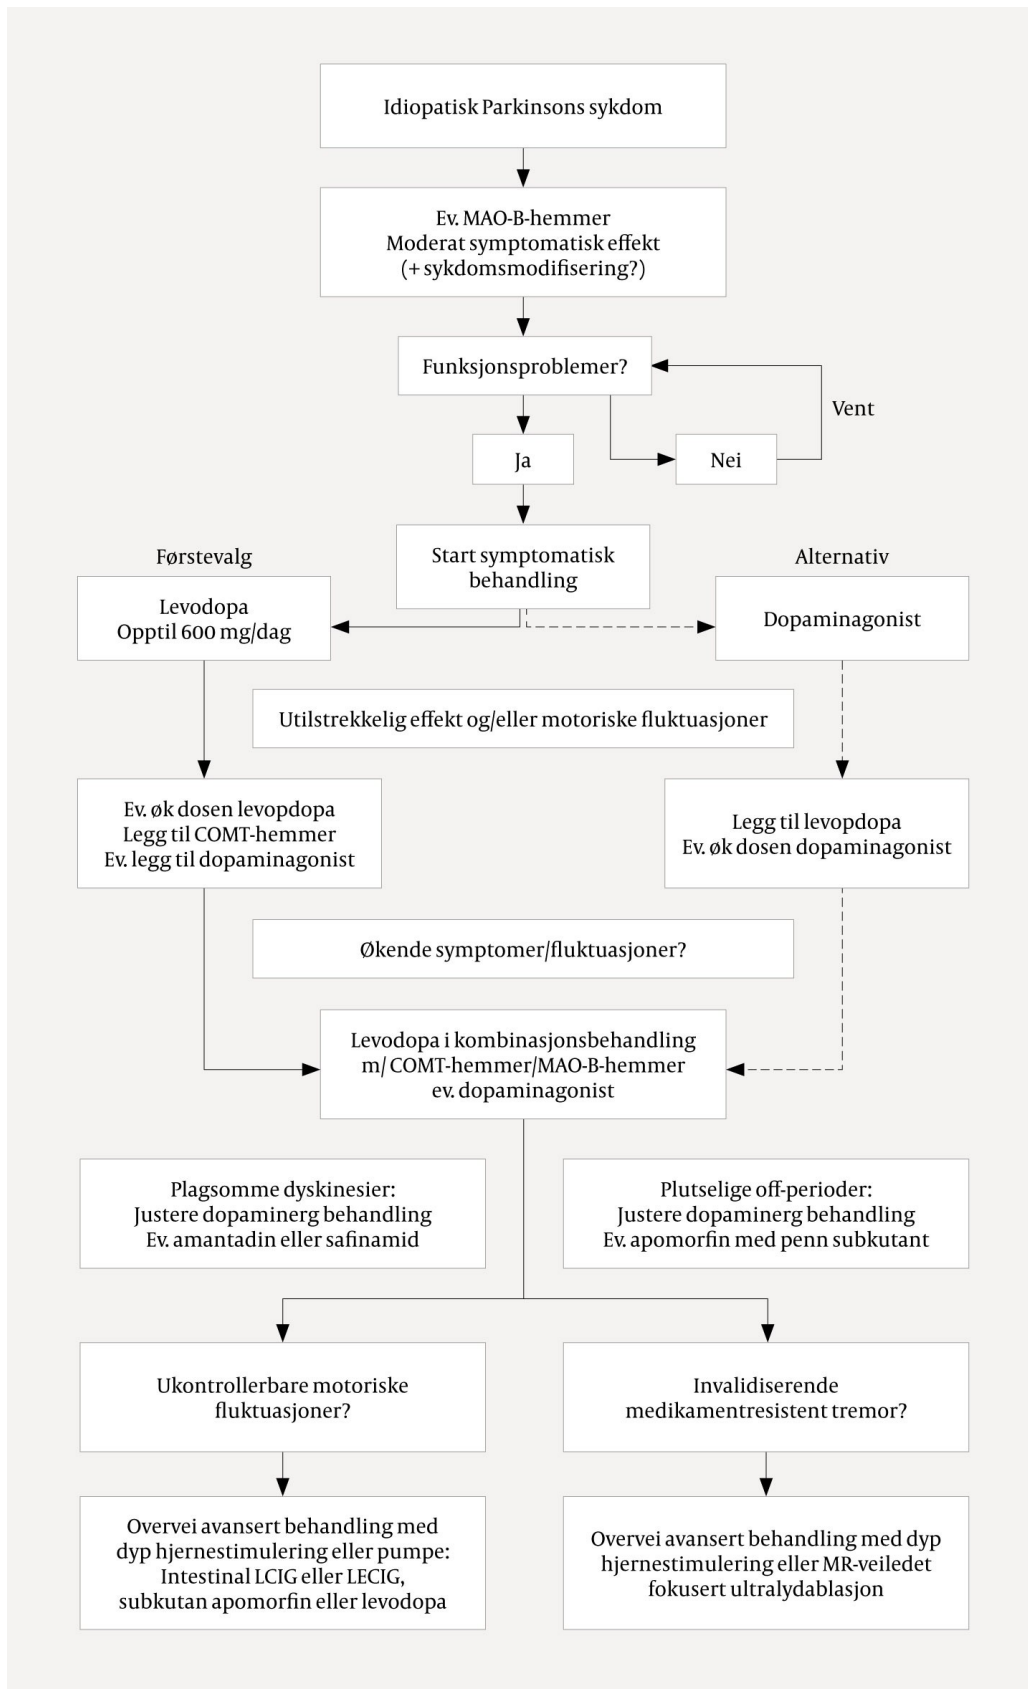 Idiopatisk Parkinsons sykdom
Ev. MAO-B-hemmer
Moderat symptomatisk effekt
(+ sykdomsmodifisering?)
Funksjonsproblemer?
Vent
Ja
Nei
Start symptomatisk
behandling
Førstevalg
Levodopa
Opptil 600 mg/dag
Alternativ
Dopaminagonist
Utilstrekkelig effekt og/eller motoriske fluktuasjoner
Ev. øk dosen levopdopa
Legg til COMT-hemmer
Ev. legg til dopaminagonist
Legg til levopdopa
Ev. øk dosen dopaminagonist
Økende symptomer/fluktuasjoner?
Levodopa i kombinasjonsbehandling
m/ COMT-hemmer/MAO-B-hemmer
ev. dopaminagonist
Plagsomme dyskinesier:
Justere dopaminerg behandling
Ev. amantadin eller safinamid
Plutselige off-perioder:
Justere dopaminerg behandling
Ev. apomorfin med penn subkutant
Ukontrollerbare motoriske
fluktuasjoner?
Invalidiserende
medikamentresistent tremor?
Overvei avansert behandling med
dyp hjernestimulering eller pumpe:
Intestinal LCIG eller LECIG,
subkutan apomorfin eller levodopa
Overvei avansert behandling med dyp
hjernestimulering eller MR-veiledet
fokusert ultralydablasjon